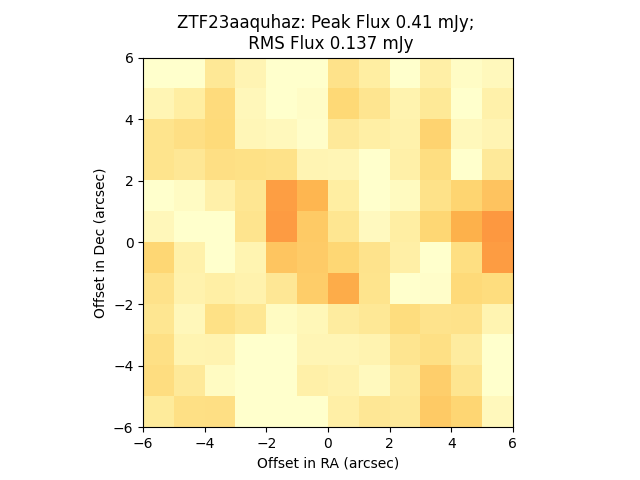 ZTF23aaquhaz: Peak Flux 0.41 mJy;
RMS Flux 0.137 mJy
6
4
2
0
−2
−4
−6
Offset in Dec (arcsec)
−6 −4 −2 0 2 4 6
Offset in RA (arcsec)